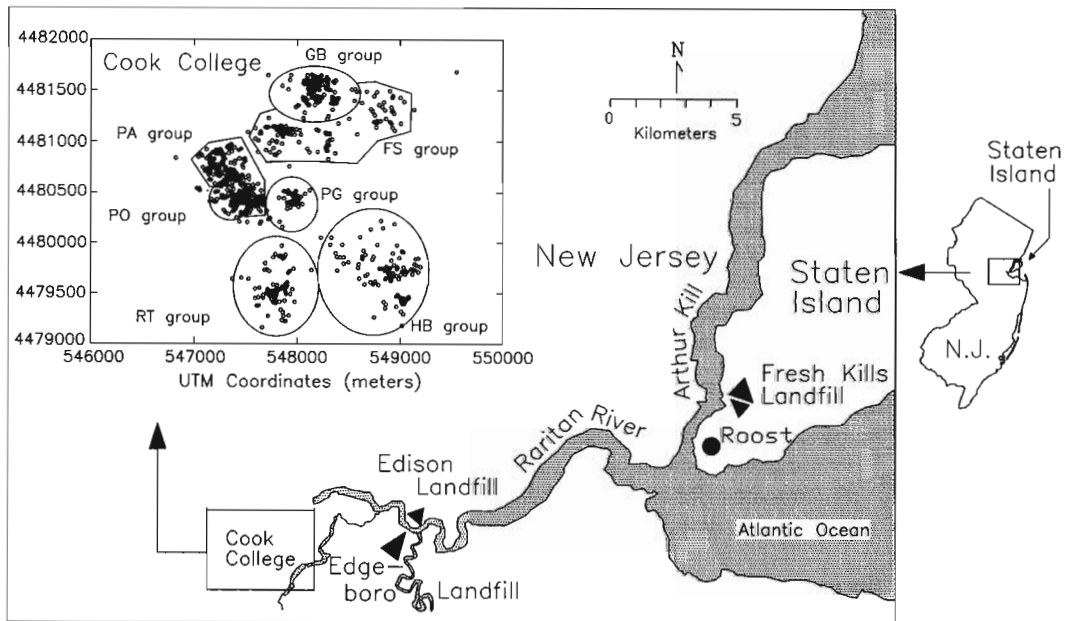 4482000
4481500
4481000
4480500
4480000
4479500
4479000
546000
547000
548000
549000
550000
UTM Coordinates (meters)
Cook College
GB group
PA group
FS group
PO group
PG group
RT group
HB group
N
0
5
Kilometers
New Jersey
Staten
Island
Staten
Island
N.J.
Arthur Kill
Fresh Kills
Landfill
Roost
Raritan River
Edison
Landfill
Atlantic Ocean
Cook
College
Edge-
boro
Landfill